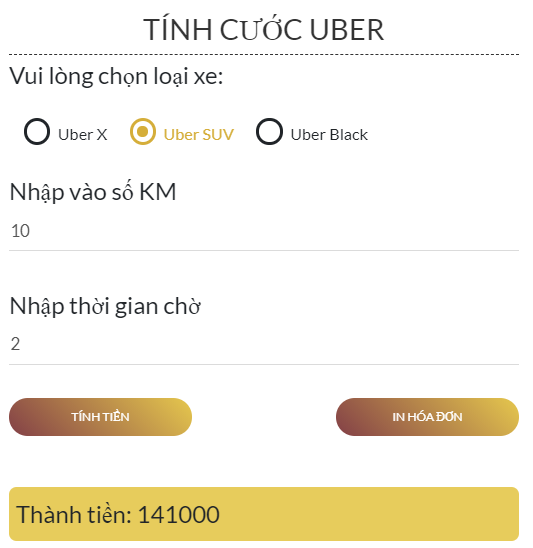 TÍNH CƯỚC UBER
Vui lòng chọn loại xe:
Uber X Uber SUV Uber Black
Nhập vào số KM
10
Nhập thời gian chờ
2
TÍNH TIỀN IN HÓA ĐƠN
Thành tiền: 141000